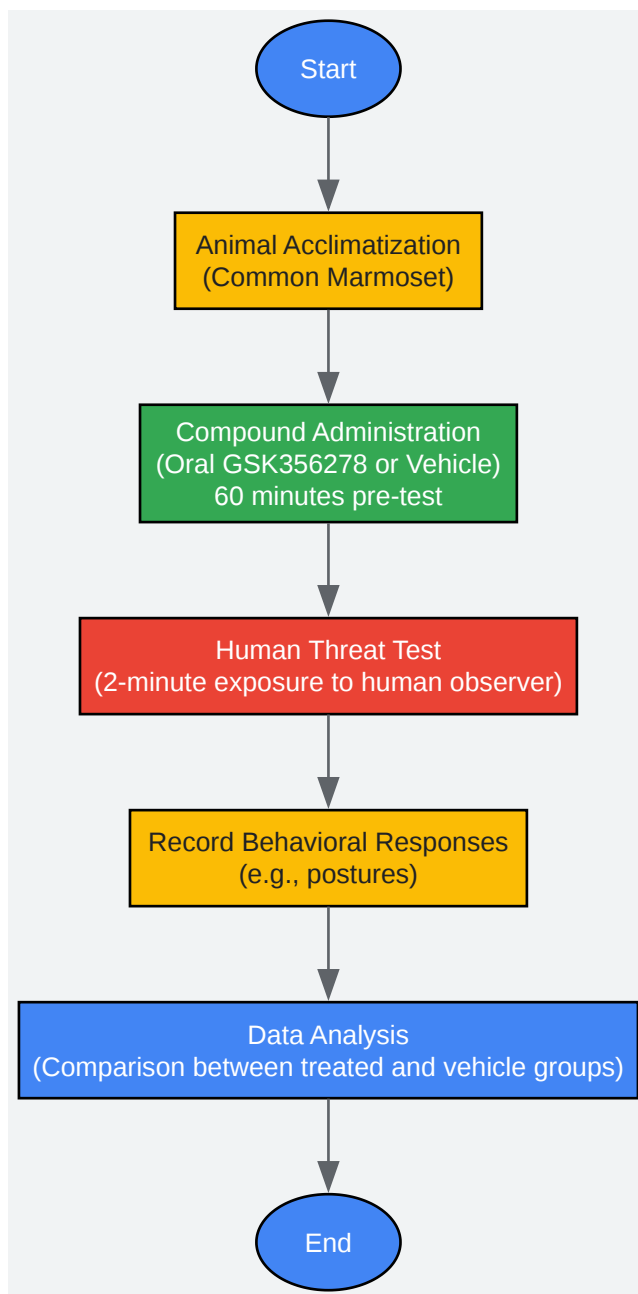 Start
Animal Acclimatization
(Common Marmoset)
Compound Administration
(Oral GSK356278 or Vehicle)
60 minutes pre-test
Human Threat Test
(2-minute exposure to human observer)
Record Behavioral Responses
(e.g., postures)
Data Analysis
(Comparison between treated and vehicle groups)
End